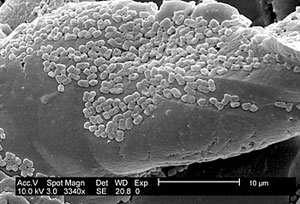 Acc.V Spot Magn Det WD Exp 10 µm
10.0 kV 3.0 3340x SE 20.8 0